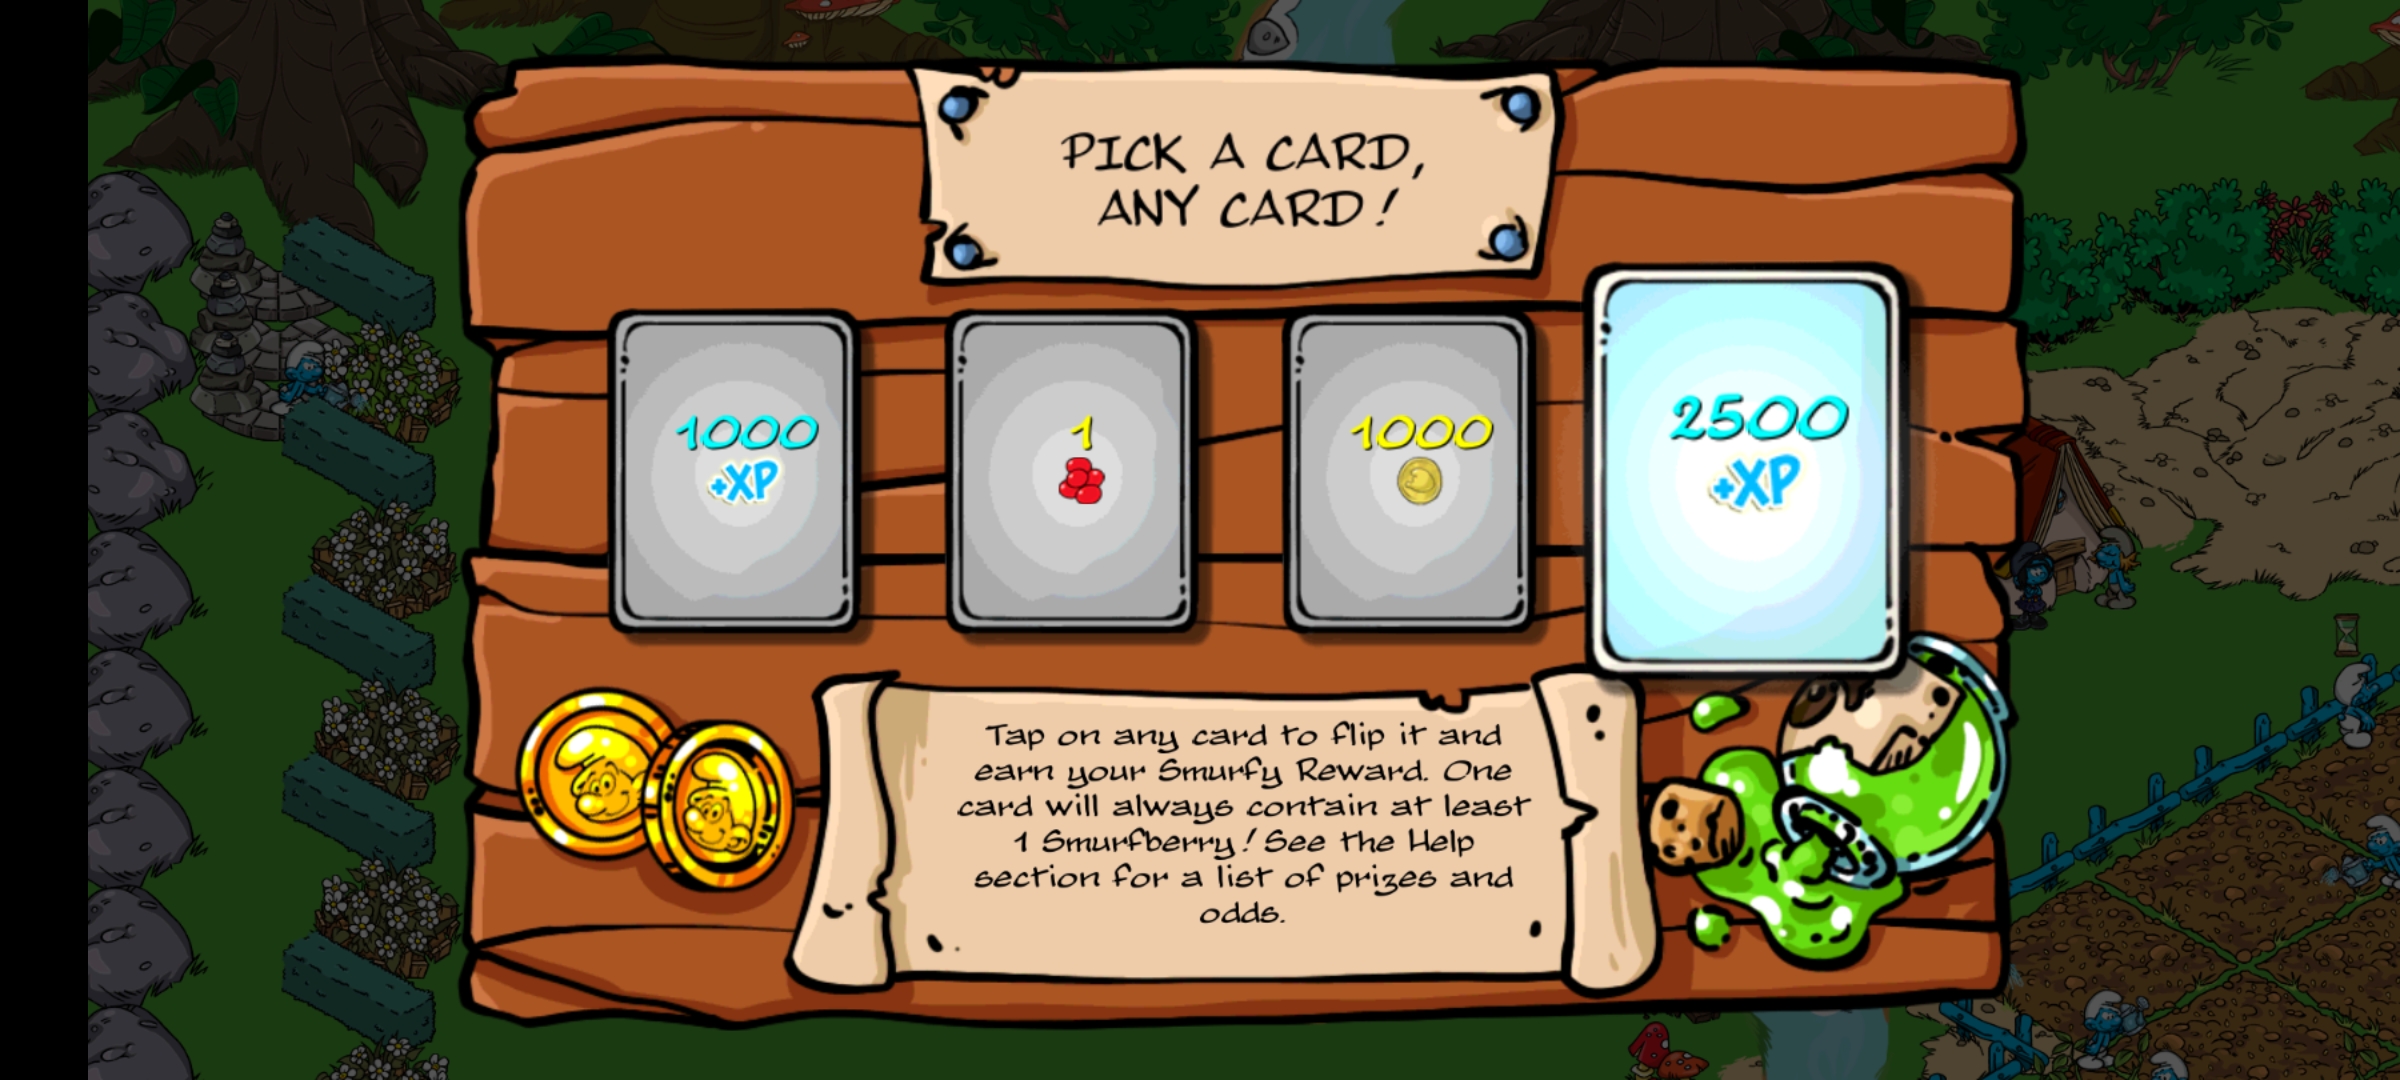 PICK A CARD,
ANY CARD!
1000
+XP
1
1000
2500
+XP
Tap on any card to flip it and
earn your Smurfy Reward. One
card will always contain at least
1 Smurfberry! See the Help
section for a list of prizes and
odds.